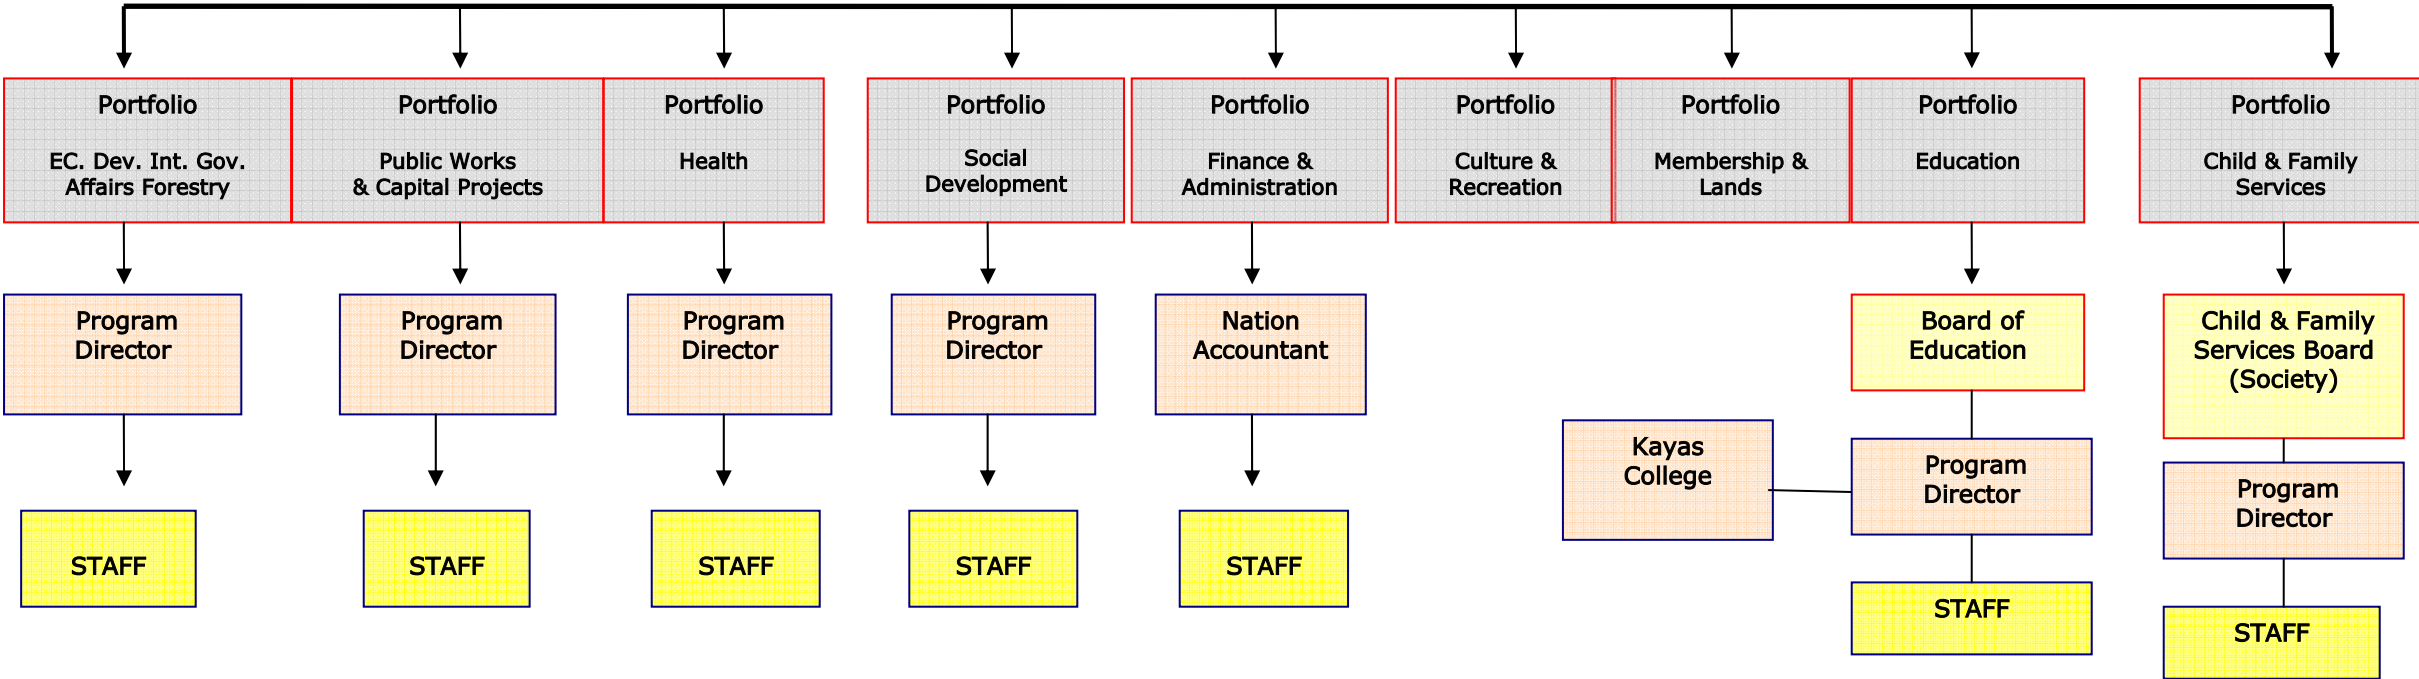 Portfolio
EC. Dev. Int. Gov.
Affairs Forestry
Portfolio
Public Works
& Capital Projects
Portfolio
Health
Portfolio
Social
Development
Portfolio
Finance &
Administration
Portfolio
Culture &
Recreation
Portfolio
Membership &
Lands
Portfolio
Education
Portfolio
Child & Family
Services
Program
Director
Program
Director
Program
Director
Program
Director
Nation
Accountant
Board of
Education
Child & Family
Services Board
(Society)
Kayas
College
Program
Director
Program
Director
STAFF
STAFF
STAFF
STAFF
STAFF
STAFF
STAFF